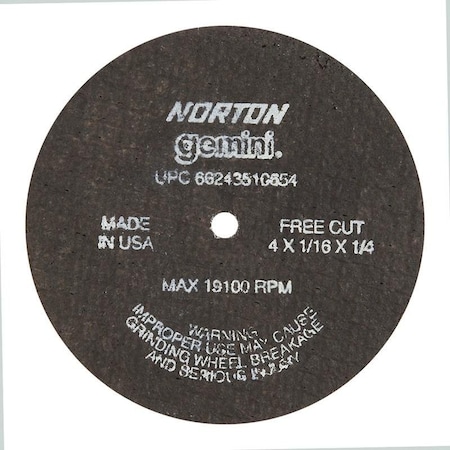 NORTON
gemini.
UPC 66243510654
MADE
IN USA
FREE CUT
4 X 1/16 X 1/4
MAX 19100 RPM
WARNING
IMPROPER USE MAY CAUSE
GRINDING WHEEL BREAKAGE
AND SERIOUS INJURY